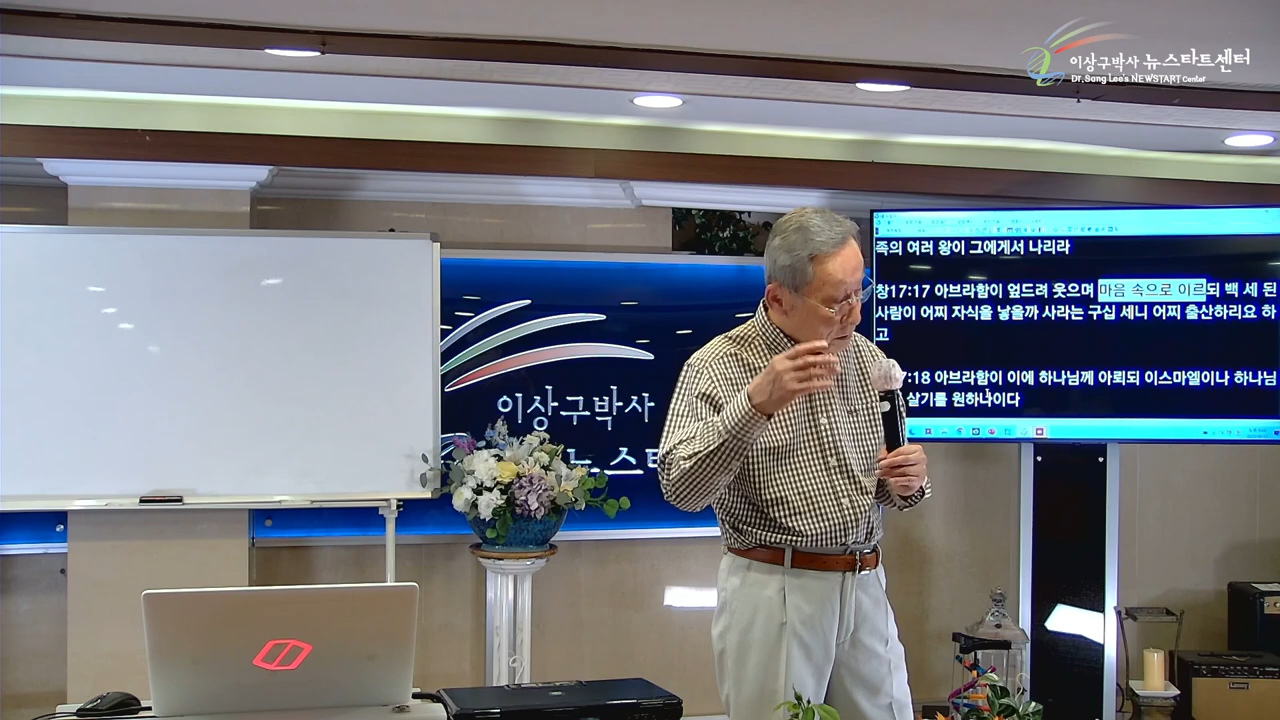 이상구박사 뉴스타트센터
Dr. Sang Lee's NEWSTART Center
족의 여러 왕이 그에게서 나리라
창17:17 아브라함이 엎드려 웃으며 마음 속으로 이르되 백 세 된
사람이 어찌 자식을 낳을까 사라는 구십 세니 어찌 출산하리요 하
고
7:18 아브라함이 이에 하나님께 아뢰되 이스마엘이나 하나님
살기를 원하나이다
이상구박사
뉴스타